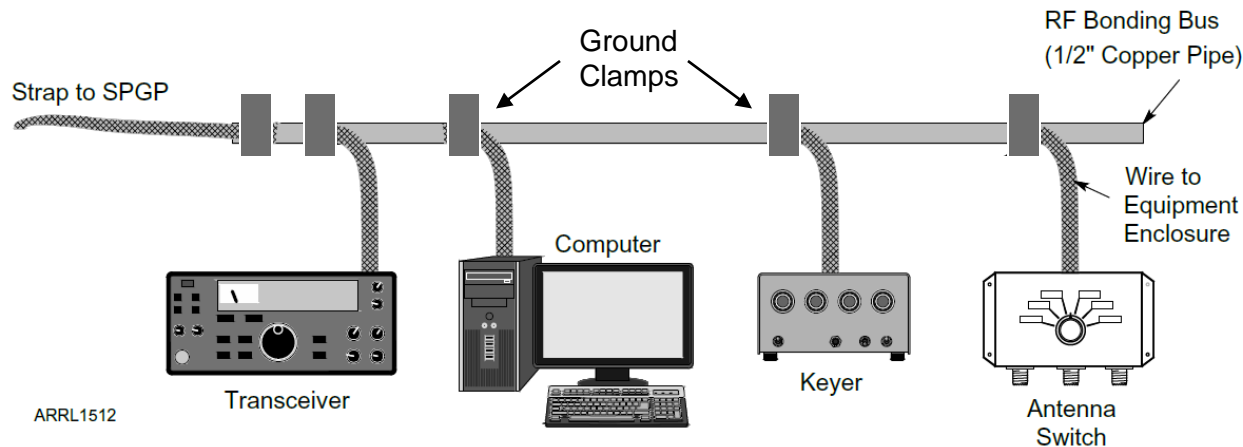 Ground
Clamps
RF Bonding Bus
(1/2" Copper Pipe)
Strap to SPGP
Wire to
Equipment
Enclosure
Computer
Transceiver
Keyer
Antenna
Switch
ARRL1512